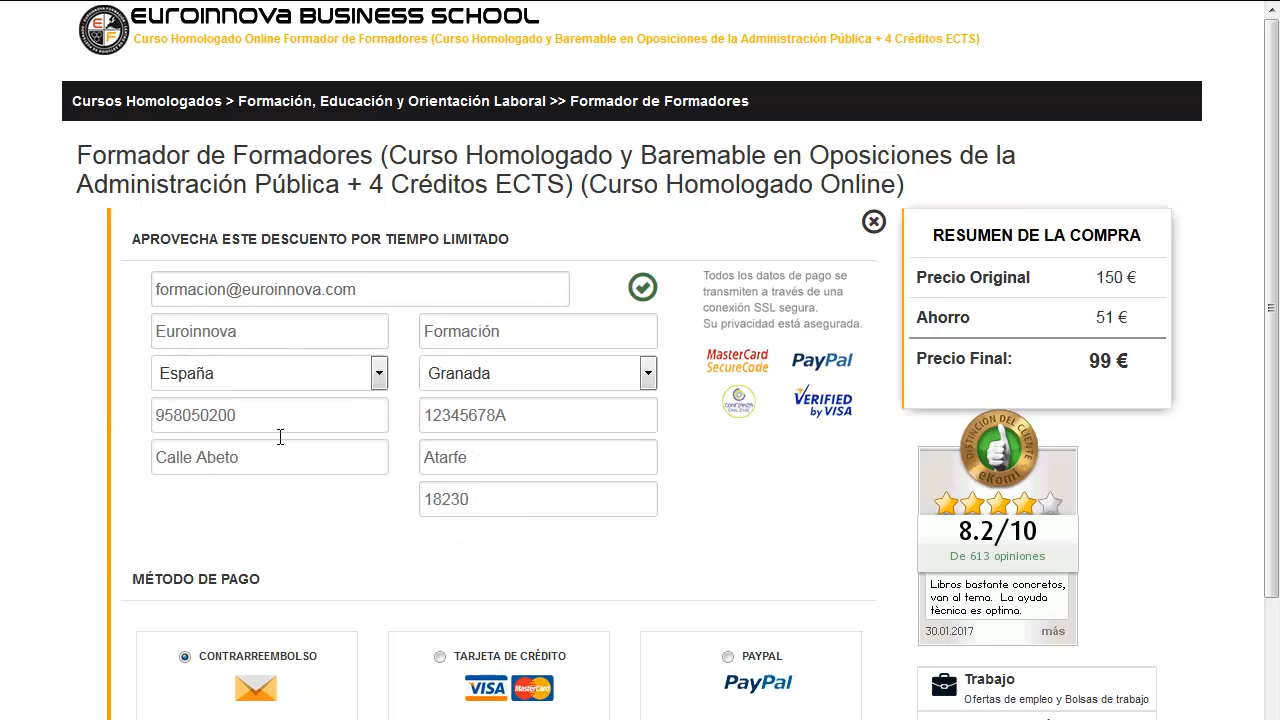 EUROINNOVA BUSINESS SCHOOL
Curso Homologado Online Formador de Formadores (Curso Homologado y Baremable en Oposiciones de la Administración Pública + 4 Créditos ECTS)
Cursos Homologados > Formación, Educación y Orientación Laboral >> Formador de Formadores
Formador de Formadores (Curso Homologado y Baremable en Oposiciones de la
Administración Pública + 4 Créditos ECTS) (Curso Homologado Online)
APROVECHA ESTE DESCUENTO POR TIEMPO LIMITADO
formacion@euroinnova.com
Euroinnova
Formación
España
Granada
958050200
12345678A
Calle Abeto
Atarfe
18230
Todos los datos de pago se
transmiten a través de una
conexión SSL segura.
Su privacidad está asegurada.
MasterCard
SecureCode
PayPal
CONFIANZA
ONLINE
VERIFIED
by VISA
MÉTODO DE PAGO
CONTRARREEMBOLSO
TARJETA DE CRÉDITO
VISA
MasterCard
PAYPAL
PayPal
RESUMEN DE LA COMPRA
Precio Original 150 €
Ahorro 51 €
Precio Final: 99 €
DISTINCIÓN DEL CLIENTE
eKomi
8.2/10
De 613 opiniones
Libros bastante concretos,
van al tema. La ayuda
tècnica es optima.
30.01.2017
más
Trabajo
Ofertas de empleo y Bolsas de trabajo